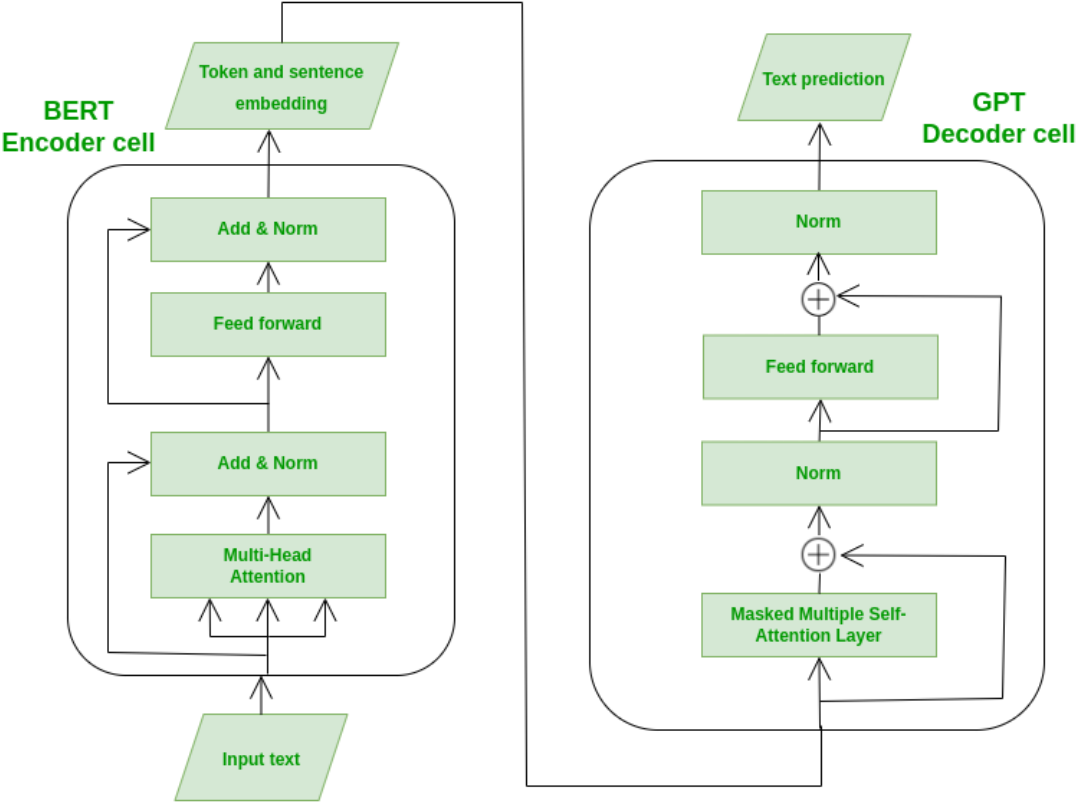 BERT
Encoder cell
Token and sentence
embedding
Add & Norm
Feed forward
Add & Norm
Multi-Head
Attention
Input text
GPT
Decoder cell
Text prediction
Norm
Feed forward
Norm
Masked Multiple Self-
Attention Layer